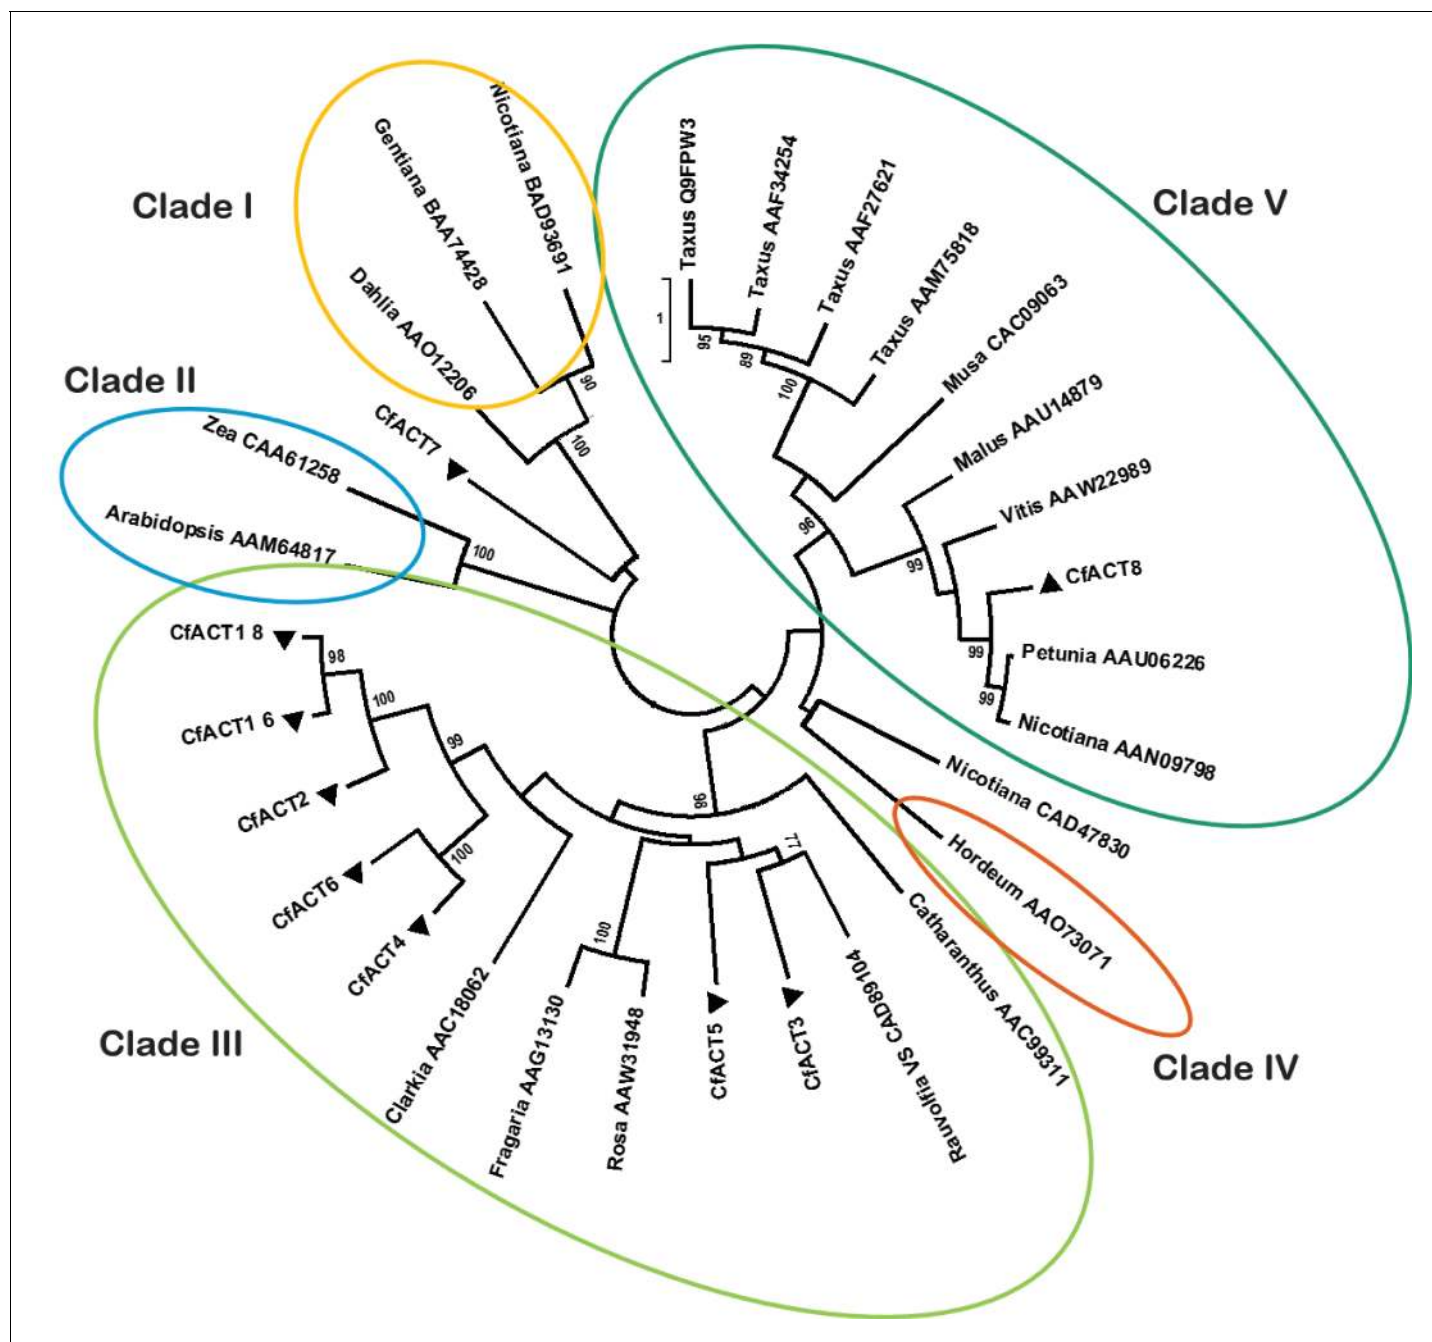 Clade I
Nicotiana BAD93691
Gentiana BAA74428
Dahlia AAO12206
90
100
CfACT7
Clade II
Zea CAA61258
Arabidopsis AAM64817
100
Clade V
Taxus Q9FPW3
Taxus AAF34254
Taxus AAF27621
Taxus AAM75818
Musa CAC09063
Malus AAU14879
Vitis AAW22989
CfACT8
Petunia AAU06226
Nicotiana AAN09798
1
95
89
100
96
99
99
99
Nicotiana CAD47830
Hordeum AAO73071
Clade IV
Clade III
CfACT1 8
98
CfACT1 6
100
CfACT2
99
CfACT6
100
CfACT4
Clarkia AAC18062
Fragaria AAG13130
100
Rosa AAW31948
CfACT5
CfACT3
77
Rauvolfia VS CAD89104
Catharanthus AAC99311
98